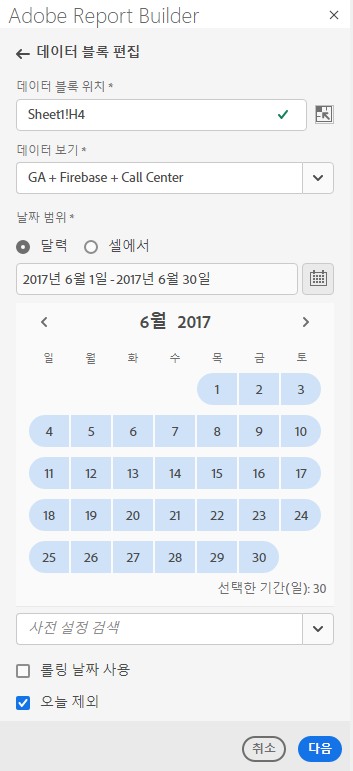 Adobe Report Builder
데이터 블록 편집
데이터 블록 위치 *
Sheet1!H4
데이터 보기 *
GA + Firebase + Call Center
날짜 범위 *
달력 셀에서
2017년 6월 1일 - 2017년 6월 30일
6월 2017
일 월 화 수 목 금 토
1 2 3
4 5 6 7 8 9 10
11 12 13 14 15 16 17
18 19 20 21 22 23 24
25 26 27 28 29 30
선택한 기간(일): 30
사전 설정 검색
롤링 날짜 사용
오늘 제외
취소 다음